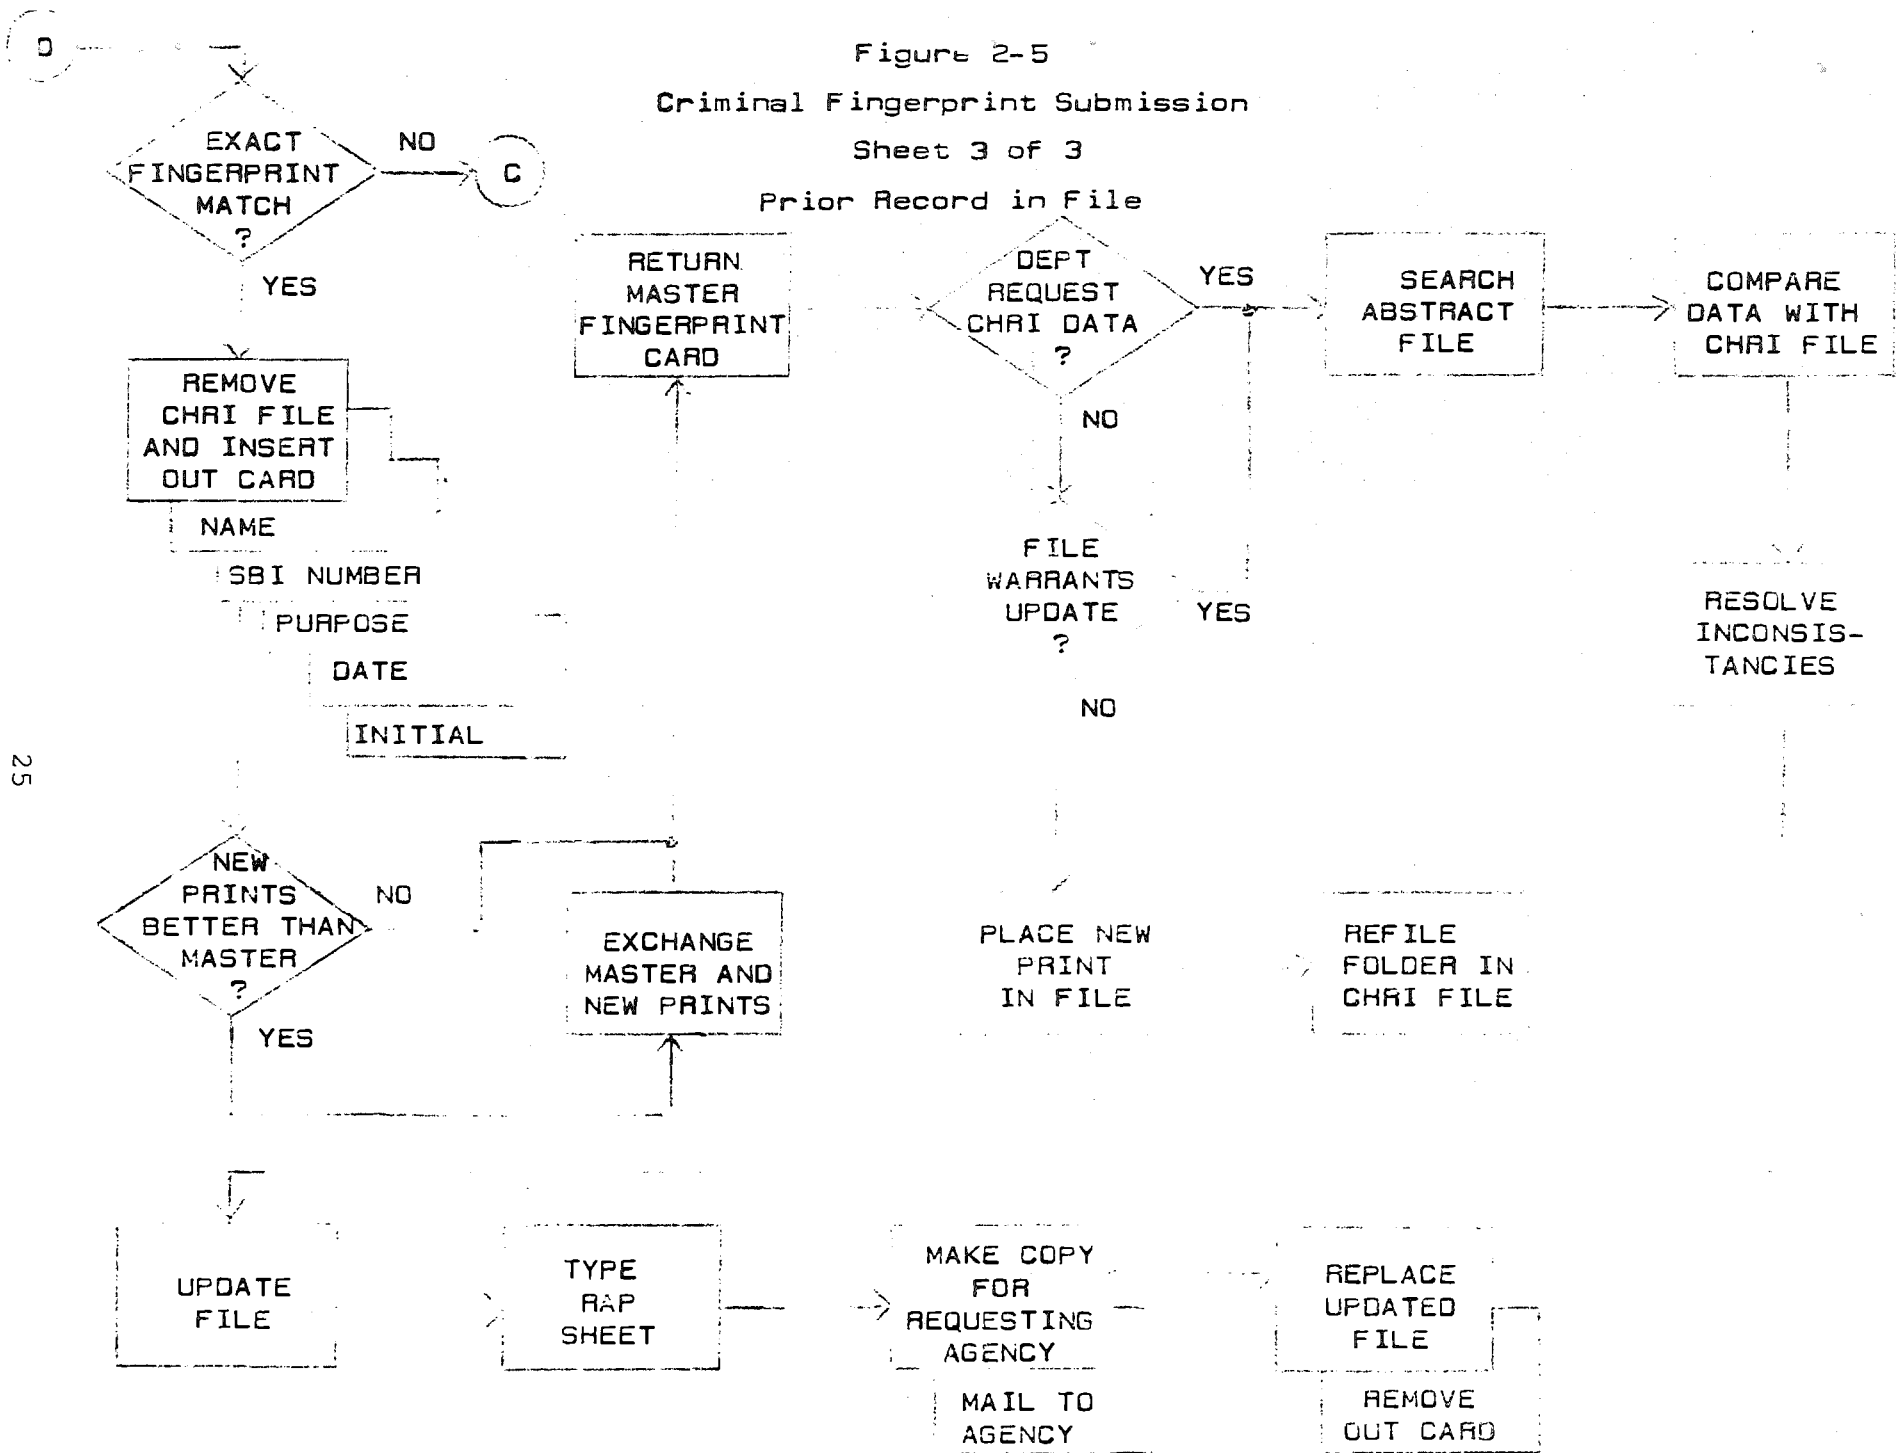 Figure 2-5
Criminal Fingerprint Submission
Sheet 3 of 3
Prior Record in File
D
EXACT
FINGERPRINT
MATCH
?
NO
C
YES
REMOVE
CHRI FILE
AND INSERT
OUT CARD
NAME
SBI NUMBER
PURPOSE
DATE
INITIAL
NEW
PRINTS
BETTER THAN
MASTER
?
NO
YES
EXCHANGE
MASTER AND
NEW PRINTS
RETURN
MASTER
FINGERPRINT
CARD
DEPT
REQUEST
CHRI DATA
?
YES
NO
FILE
WARRANTS
UPDATE
?
YES
NO
PLACE NEW
PRINT
IN FILE
REFILE
FOLDER IN
CHRI FILE
SEARCH
ABSTRACT
FILE
COMPARE
DATA WITH
CHRI FILE
RESOLVE
INCONSIS-
TANCIES
UPDATE
FILE
TYPE
RAP
SHEET
MAKE COPY
FOR
REQUESTING
AGENCY
MAIL TO
AGENCY
REPLACE
UPDATED
FILE
REMOVE
OUT CARD
25